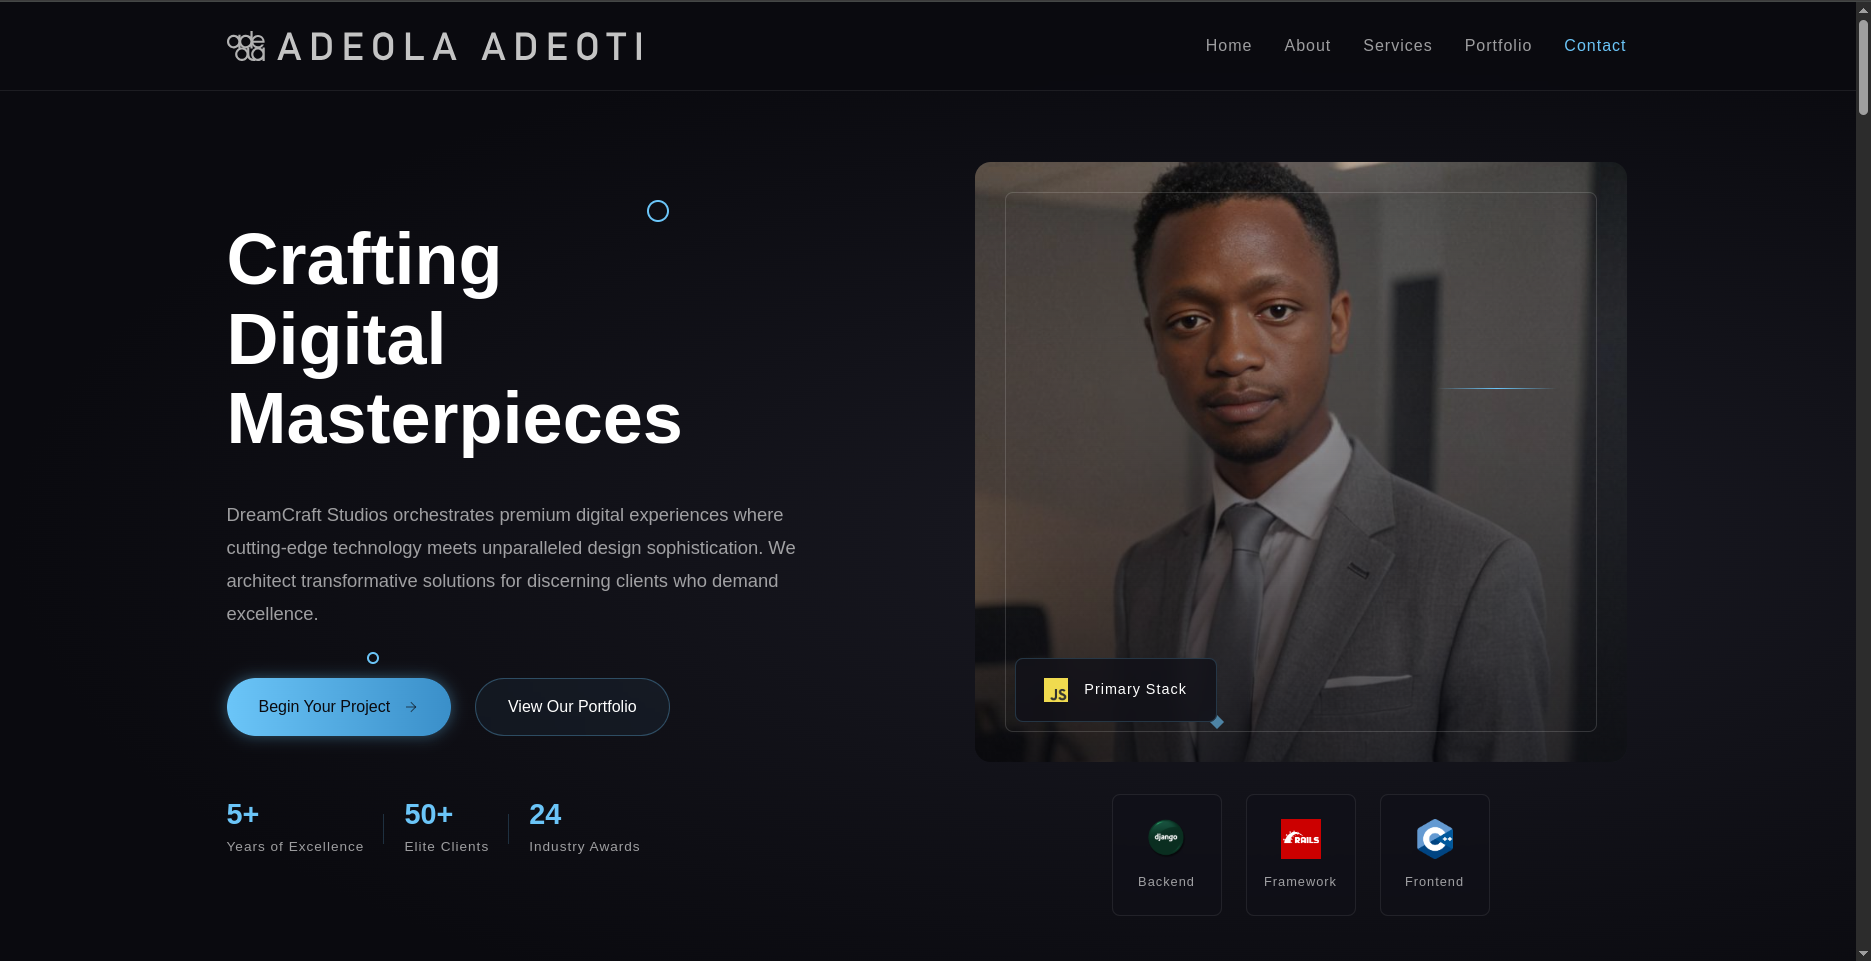 ADEOLA ADEOTI
Home
About
Services
Portfolio
Contact
Crafting
Digital
Masterpieces
DreamCraft Studios orchestrates premium digital experiences where
cutting-edge technology meets unparalleled design sophistication. We
architect transformative solutions for discerning clients who demand
excellence.
Begin Your Project
View Our Portfolio
5+
Years of Excellence
50+
Elite Clients
24
Industry Awards
JS
Primary Stack
django
Backend
RAILS
Framework
C++
Frontend